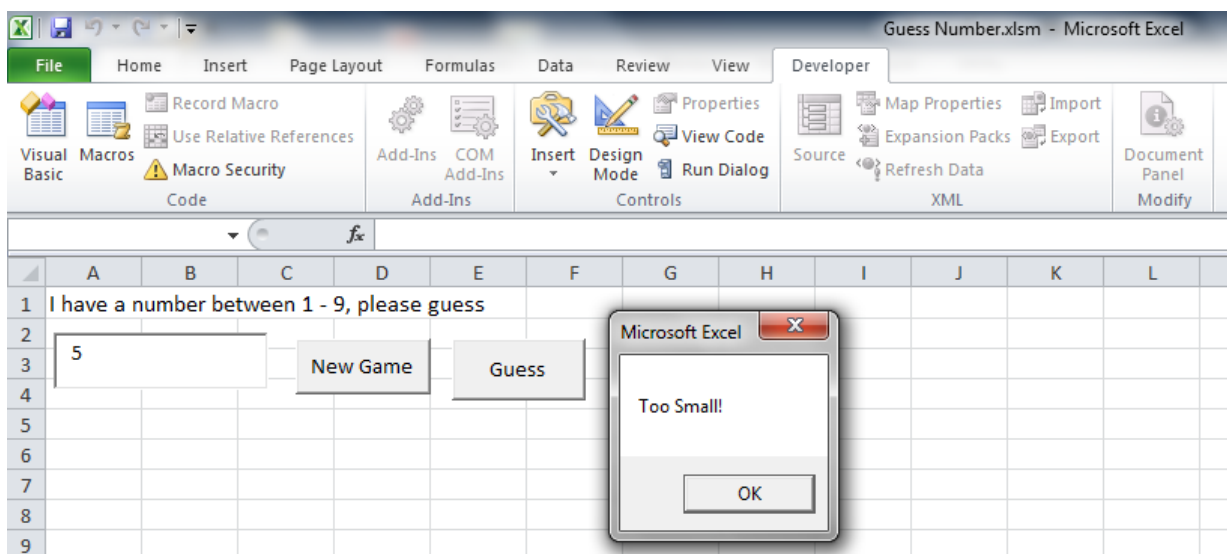 Guess Number.xlsm - Microsoft Excel
File Home Insert Page Layout Formulas Data Review View Developer
Visual Basic
Macros
Record Macro
Use Relative References
Macro Security
Code
Add-Ins
COM Add-Ins
Add-Ins
Insert
Design Mode
Properties
View Code
Run Dialog
Controls
Source
Map Properties
Expansion Packs
Refresh Data
Import
Export
XML
Document Panel
Modify
fx
A B C D E F G H I J K L
1 I have a number between 1 - 9, please guess
2
3
4
5
6
7
8
9
5
New Game
Guess
Microsoft Excel
Too Small!
OK